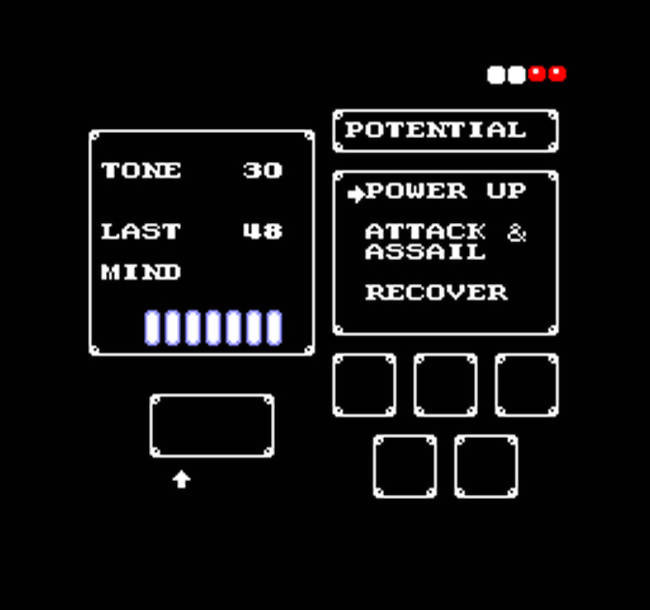 TONE 30
LAST 48
MIND
POTENTIAL
POWER UP
ATTACK &
ASSAIL
RECOVER